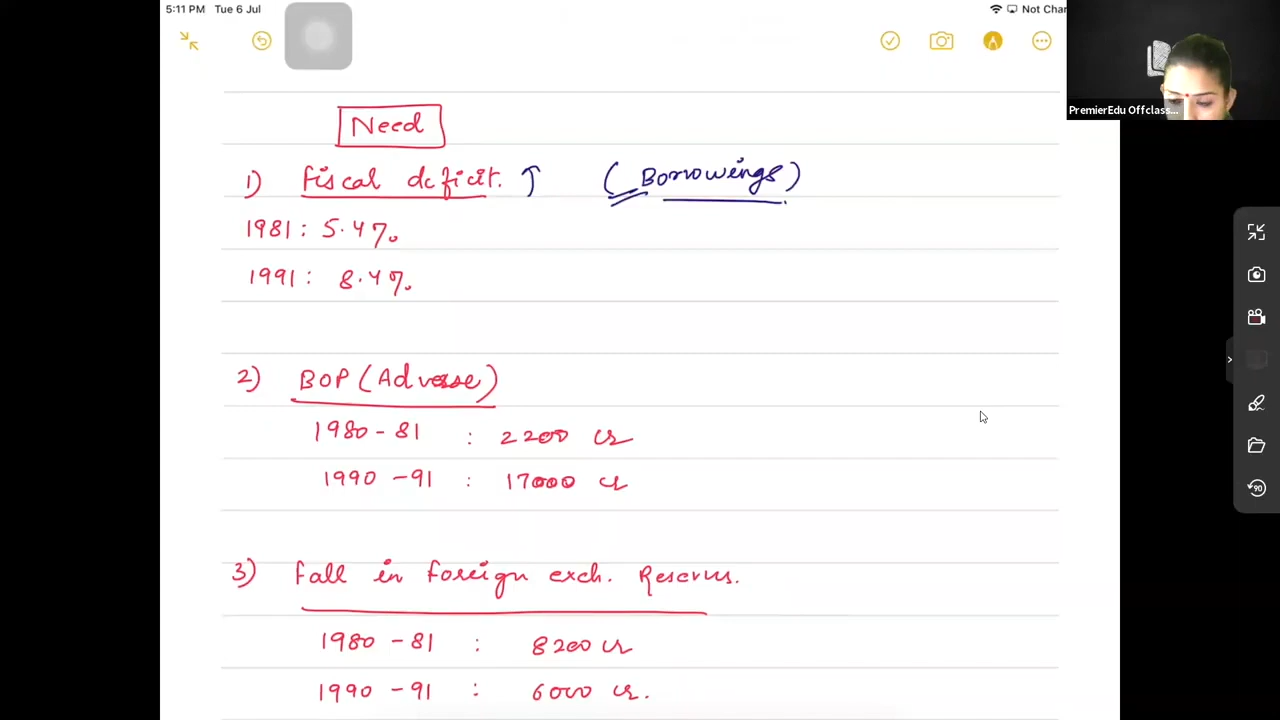 5:11 PM Tue 6 Jul
Not Char
PremierEdu Offclass...
Need
1) Fiscal deficit. ↑ (Borrowings)
1981 : 5.4%
1991 : 8.4%
2) BOP (Adverse)
1980 - 81 : 2200 cr
1990 - 91 : 17000 cr
3) Fall in foreign exch. Reserves.
1980 - 81 : 8200 cr
1990 - 91 : 6000 cr.
90